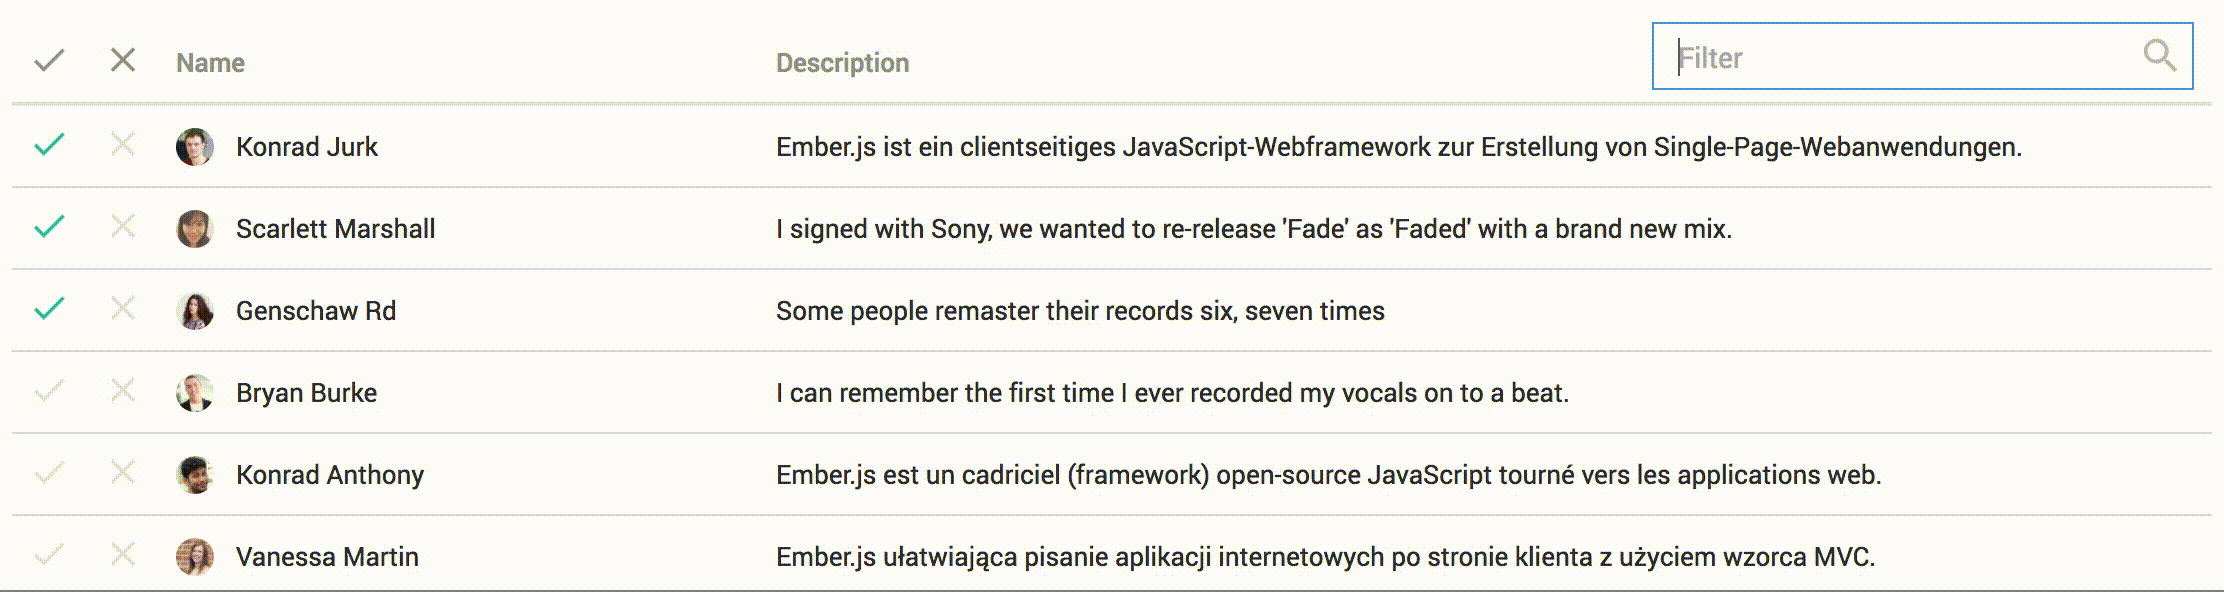 Name Description Filter
Konrad Jurk Ember.js ist ein clientseitiges JavaScript-Webframework zur Erstellung von Single-Page-Webanwendungen.
Scarlett Marshall I signed with Sony, we wanted to re-release 'Fade' as 'Faded' with a brand new mix.
Genschaw Rd Some people remaster their records six, seven times
Bryan Burke I can remember the first time I ever recorded my vocals on to a beat.
Konrad Anthony Ember.js est un cadriciel (framework) open-source JavaScript tourné vers les applications web.
Vanessa Martin Ember.js ułatwiająca pisanie aplikacji internetowych po stronie klienta z użyciem wzorca MVC.